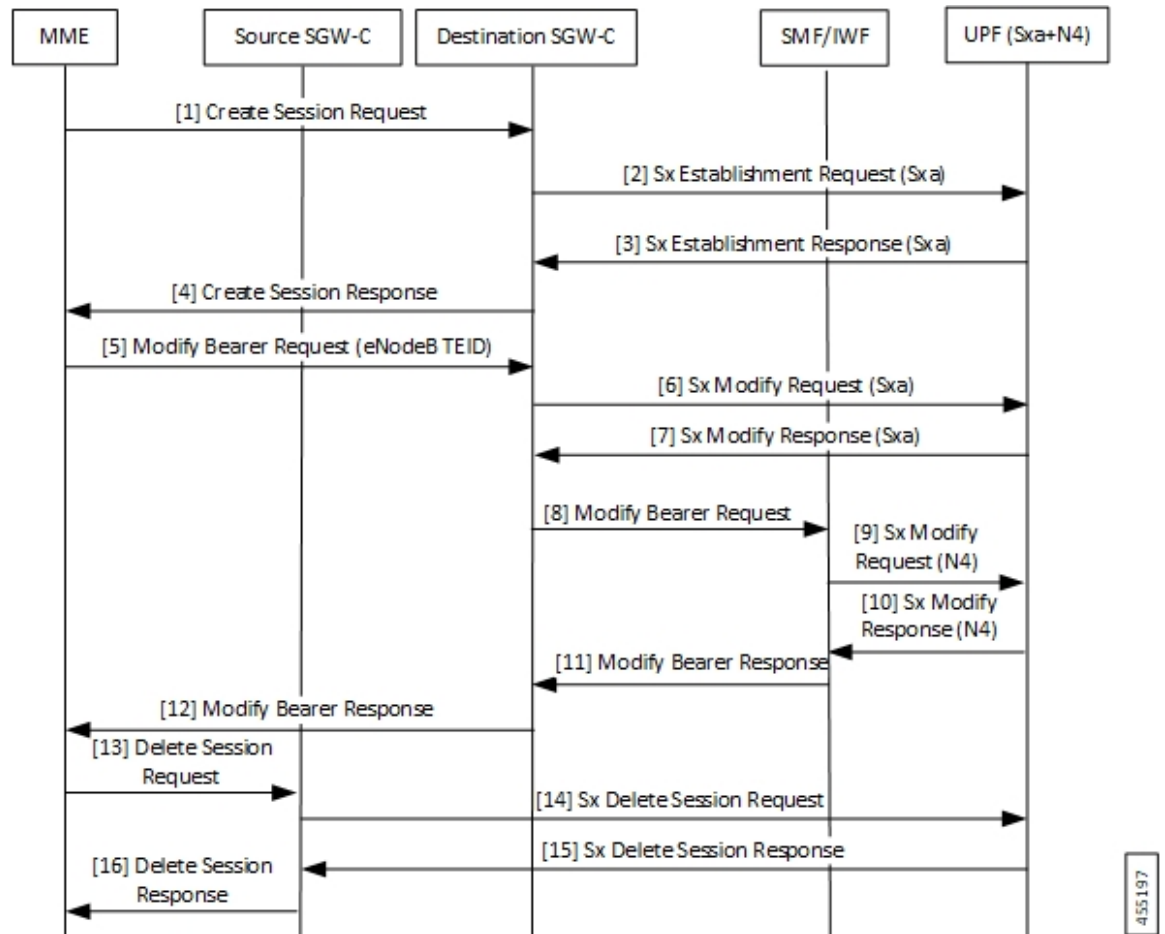 MME
Source SGW-C
Destination SGW-C
SMF/IWF
UPF (Sxa+N4)
[1] Create Session Request
[2] Sx Establishment Request (Sxa)
[3] Sx Establishment Response (Sxa)
[4] Create Session Response
[5] Modify Bearer Request (eNodeB TEID)
[6] Sx Modify Request (Sxa)
[7] Sx Modify Response (Sxa)
[8] Modify Bearer Request
[9] Sx Modify
Request (N4)
[10] Sx Modify
Response (N4)
[11] Modify Bearer Response
[12] Modify Bearer Response
[13] Delete Session
Request
[14] Sx Delete Session Request
[15] Sx Delete Session Response
[16] Delete Session
Response
455197